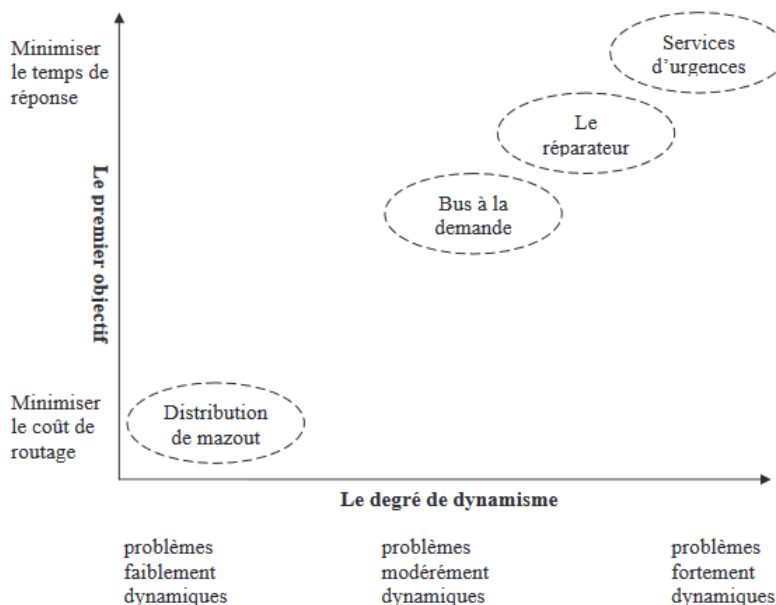 Minimiser
le temps de
réponse
Services
d’urgences
Le
réparateur
Bus à la
demande
Le premier objectif
Minimiser
le coût de
routage
Distribution
de mazout
Le degré de dynamisme
problèmes
faiblement
dynamiques
problèmes
modérément
dynamiques
problèmes
fortement
dynamiques